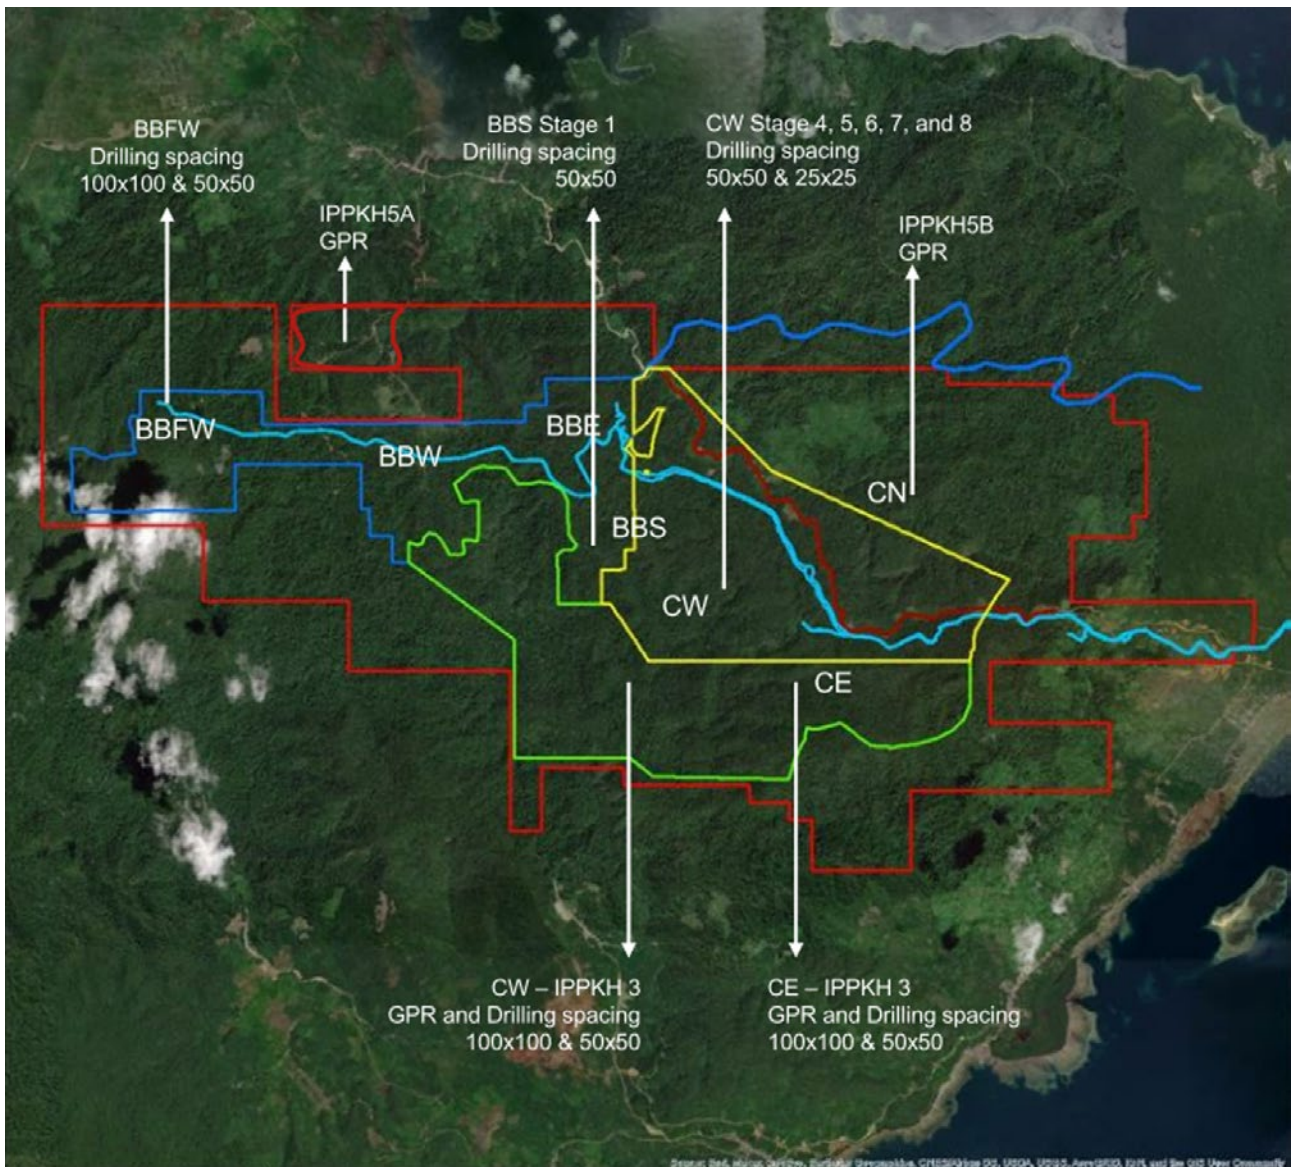 BBFW
Drilling spacing
100x100 & 50x50
BBS Stage 1
Drilling spacing
50x50
CW Stage 4, 5, 6, 7, and 8
Drilling spacing
50x50 & 25x25
IPPKH5A
GPR
IPPKH5B
GPR
BBFW
BBW
BBE
BBS
CN
CW
CE
CW – IPPKH 3
GPR and Drilling spacing
100x100 & 50x50
CE – IPPKH 3
GPR and Drilling spacing
100x100 & 50x50